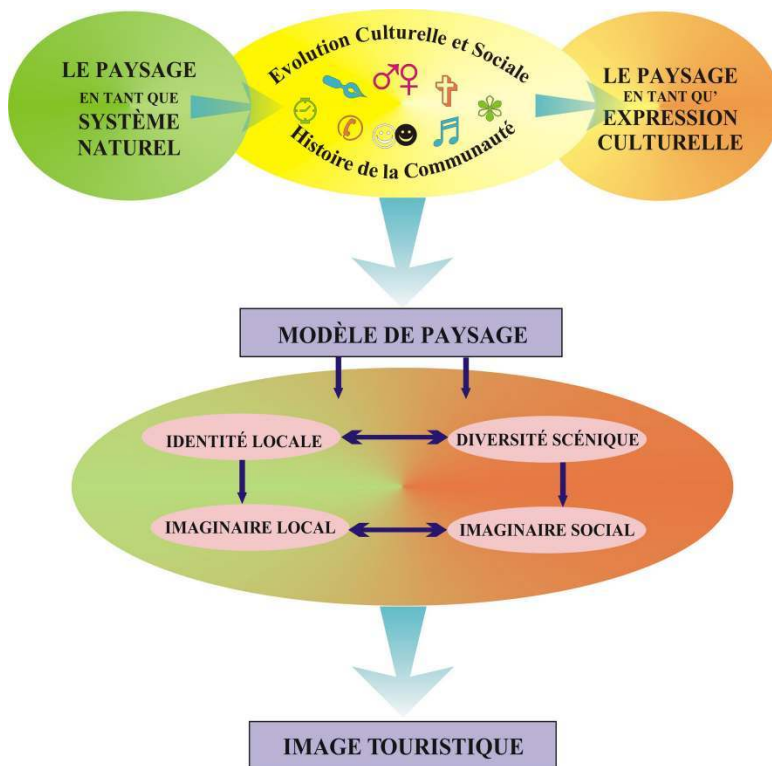 LE PAYSAGE
EN TANT QUE
SYSTÈME
NATUREL
Evolution Culturelle et Sociale
Histoire de la Communauté
LE PAYSAGE
EN TANT QU'
EXPRESSION
CULTURELLE
MODÈLE DE PAYSAGE
IDENTITÉ LOCALE
DIVERSITÉ SCÉNIQUE
IMAGINAIRE LOCAL
IMAGINAIRE SOCIAL
IMAGE TOURISTIQUE